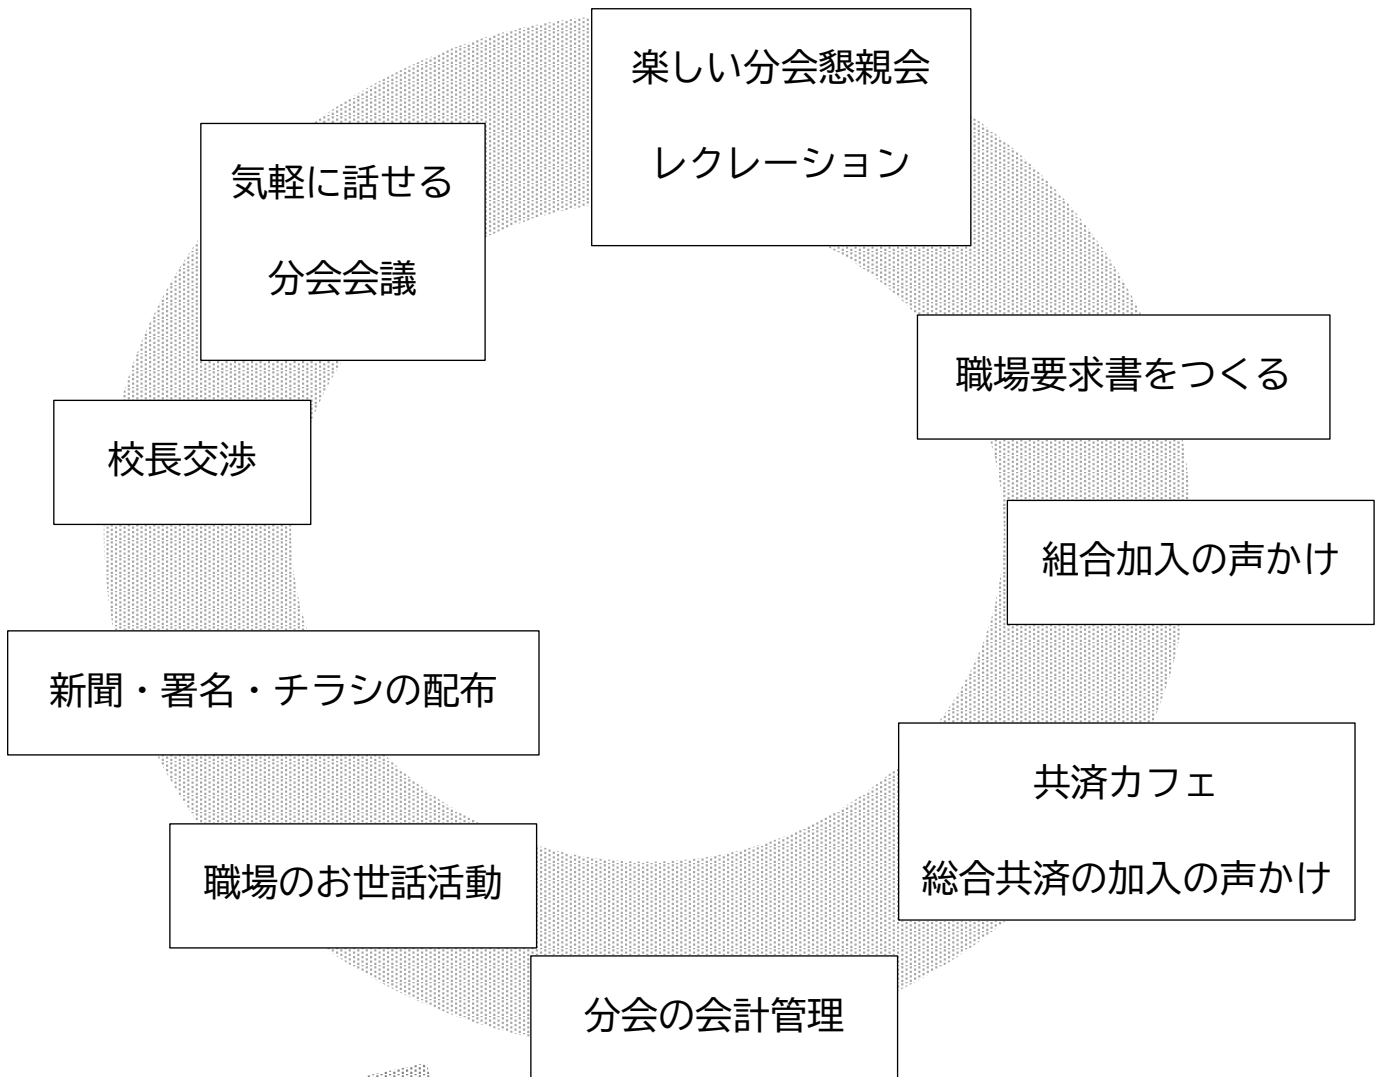 楽しい分会懇親会
レクレーション
気軽に話せる
分会会議
職場要求書をつくる
校長交渉
組合加入の声かけ
新聞・署名・チラシの配布
共済カフェ
総合共済の加入の声かけ
職場のお世話活動
分会の会計管理